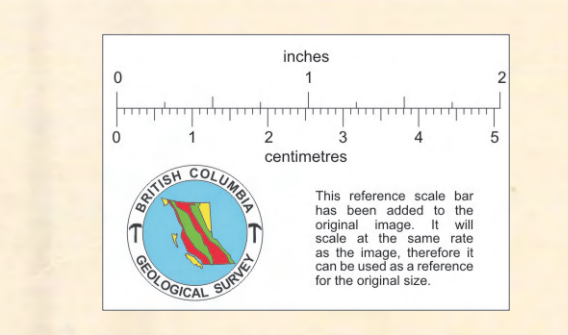 inches
0 1 2
0 1 2 3 4 5
centimetres
BRITISH COLUMBIA
GEOLOGICAL SURVEY
This reference scale bar
has been added to the
original image. It will
scale at the same rate
as the image, therefore it
can be used as a reference
for the original size.